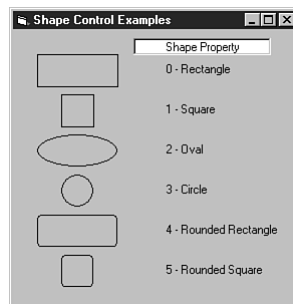 Shape Control Examples
Shape Property
0 - Rectangle
1 - Square
2 - Oval
3 - Circle
4 - Rounded Rectangle
5 - Rounded Square